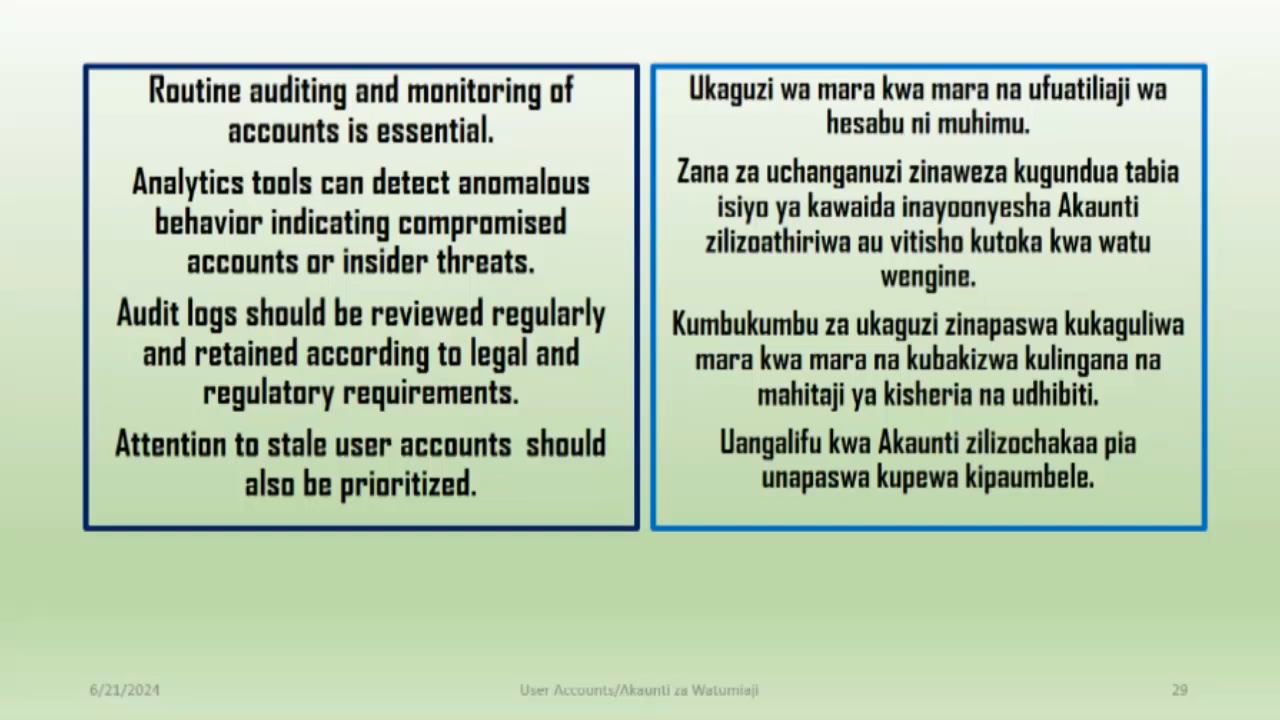 Routine auditing and monitoring of
accounts is essential.
Analytics tools can detect anomalous
behavior indicating compromised
accounts or insider threats.
Audit logs should be reviewed regularly
and retained according to legal and
regulatory requirements.
Attention to stale user accounts should
also be prioritized.
Ukaguzi wa mara kwa mara na ufuatiliaji wa
hesabu ni muhimu.
Zana za uchanganuzi zinaweza kugundua tabia
isiyo ya kawaida inayoonyesha Akaunti
zilizoathiriwa au vitisho kutoka kwa watu
wengine.
Kumbukumbu za ukaguzi zinapaswa kukaguliwa
mara kwa mara na kubakizwa kulingana na
mahitaji ya kisheria na udhibiti.
Uangalifu kwa Akaunti zilizochakaa pia
unapaswa kupewa kipaumbele.
6/21/2024
User Accounts/Akaunti za Watumiaji
29